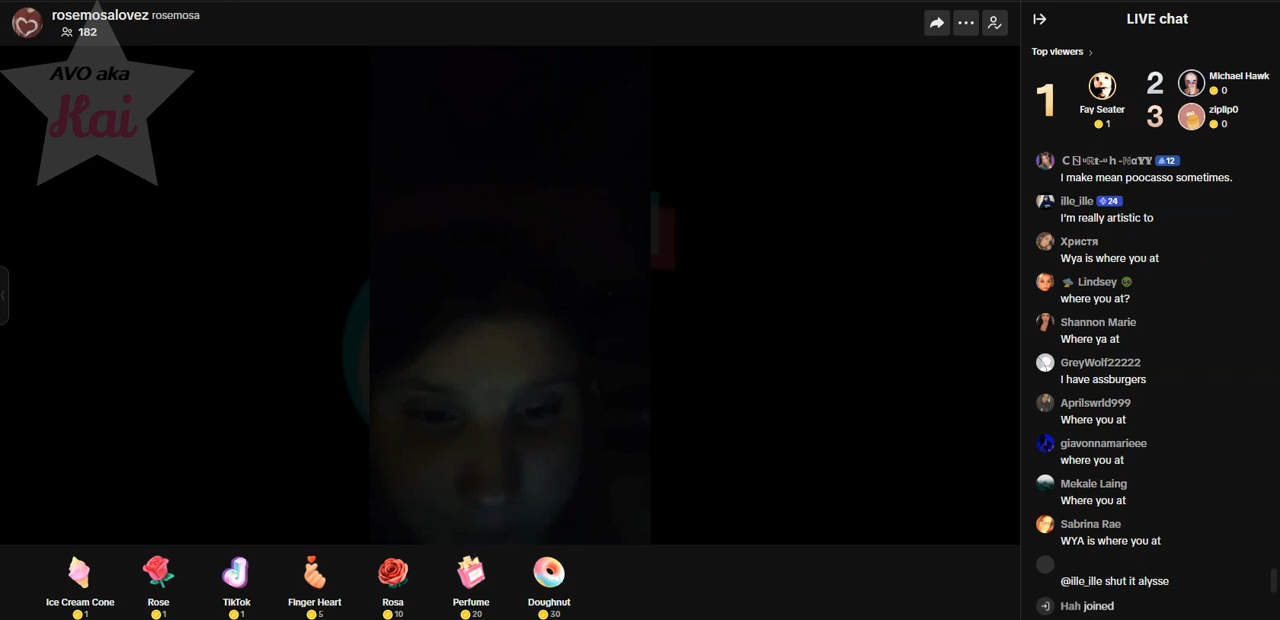 rosemosalovez rosemosa
182
AVO aka
Kai
LIVE chat
Top viewers
1
Fay Seater
1
2
Michael Hawk
0
3
ziplip0
0
12
I make mean poocasso sometimes.
ille_ille 24
I'm really artistic to
Христя
Wya is where you at
Lindsey
where you at?
Shannon Marie
Where ya at
GreyWolf22222
I have assburgers
Aprilswrld999
Where you at
giavonnamarieee
where you at
Mekale Laing
Where you at
Sabrina Rae
WYA is where you at
@ille_ille shut it alysse
Hah joined
Ice Cream Cone
1
Rose
1
TikTok
1
Finger Heart
5
Rosa
10
Perfume
20
Doughnut
30